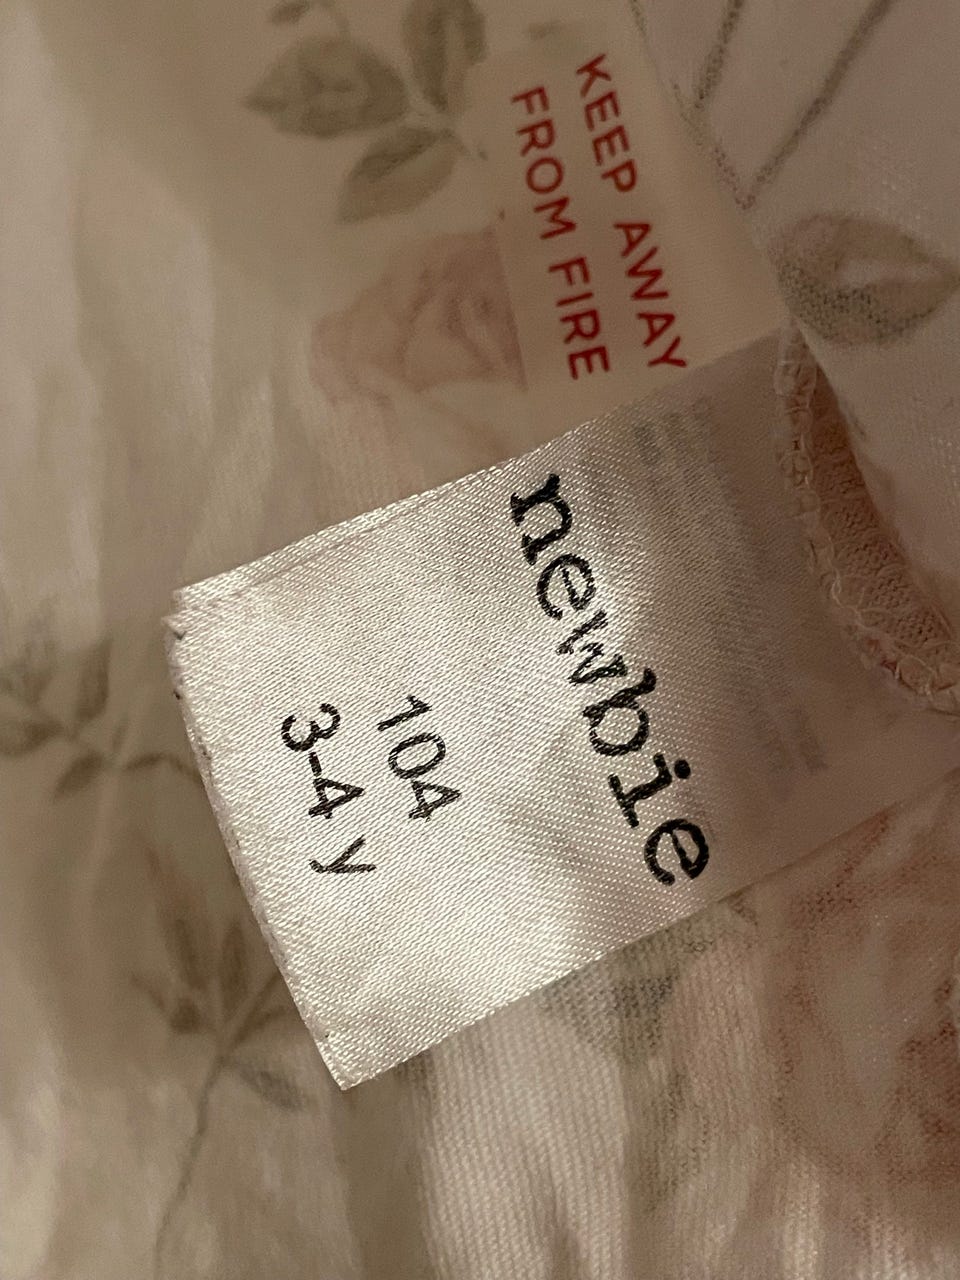 KEEP AWAY
FROM FIRE
newbie
104
3-4 y